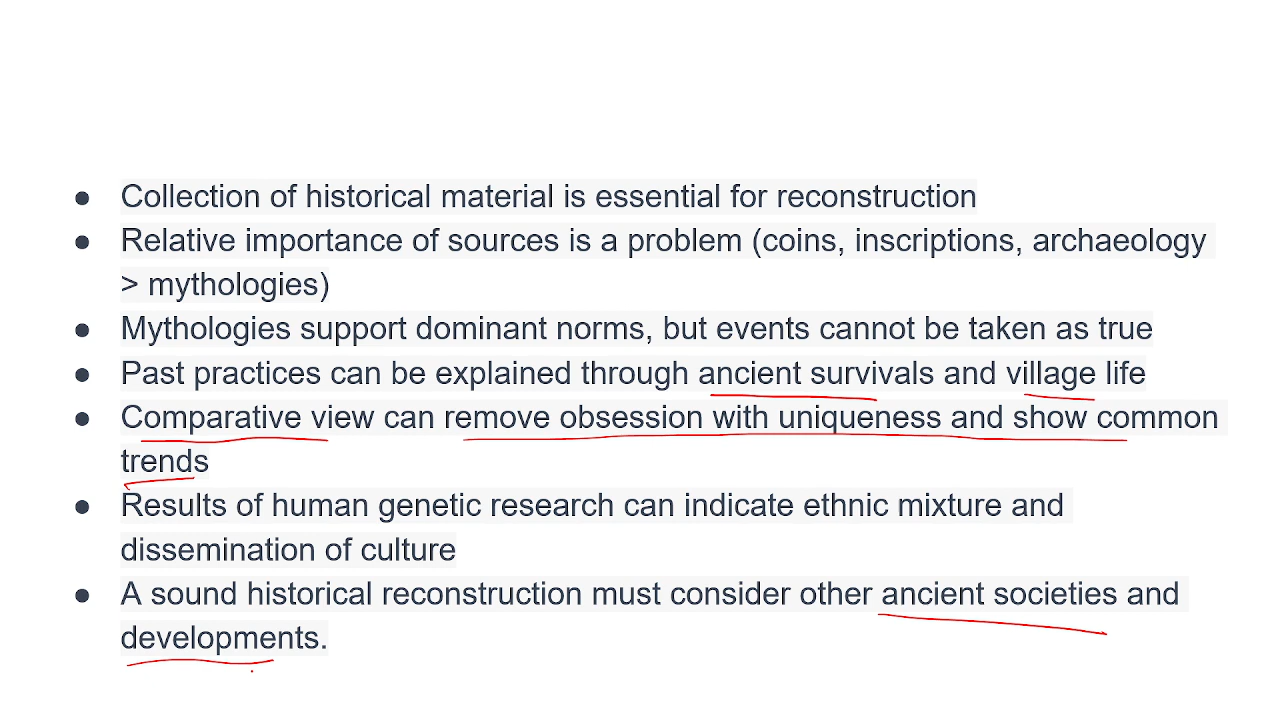 ● Collection of historical material is essential for reconstruction
● Relative importance of sources is a problem (coins, inscriptions, archaeology
> mythologies)
● Mythologies support dominant norms, but events cannot be taken as true
● Past practices can be explained through ancient survivals and village life
● Comparative view can remove obsession with uniqueness and show common
trends
● Results of human genetic research can indicate ethnic mixture and
dissemination of culture
● A sound historical reconstruction must consider other ancient societies and
developments.